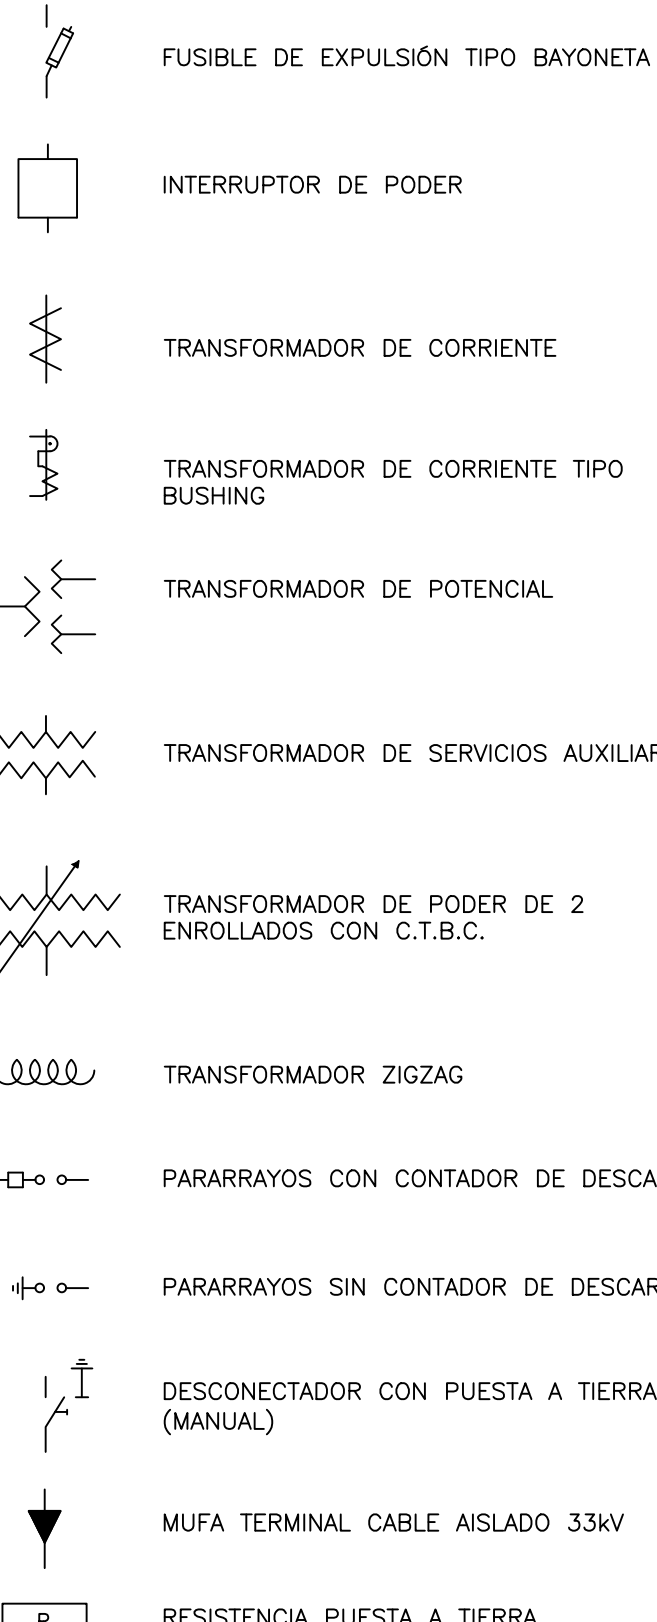 FUSIBLE DE EXPULSIÓN TIPO BAYONETA
INTERRUPTOR DE PODER
TRANSFORMADOR DE CORRIENTE
TRANSFORMADOR DE CORRIENTE TIPO
BUSHING
TRANSFORMADOR DE POTENCIAL
TRANSFORMADOR DE SERVICIOS
TRANSFORMADOR DE PODER DE 2
ENROLLADOS CON C.T.B.C.
TRANSFORMADOR ZIGZAG
PARARRAYOS CON CONTADOR DE
PARARRAYOS SIN CONTADOR DE
DESCONECTADOR CON PUESTA A TIERRA
(MANUAL)
MUFA TERMINAL CABLE AISLADO 33kV
R
RESISTENCIA PUESTA A TIERRA